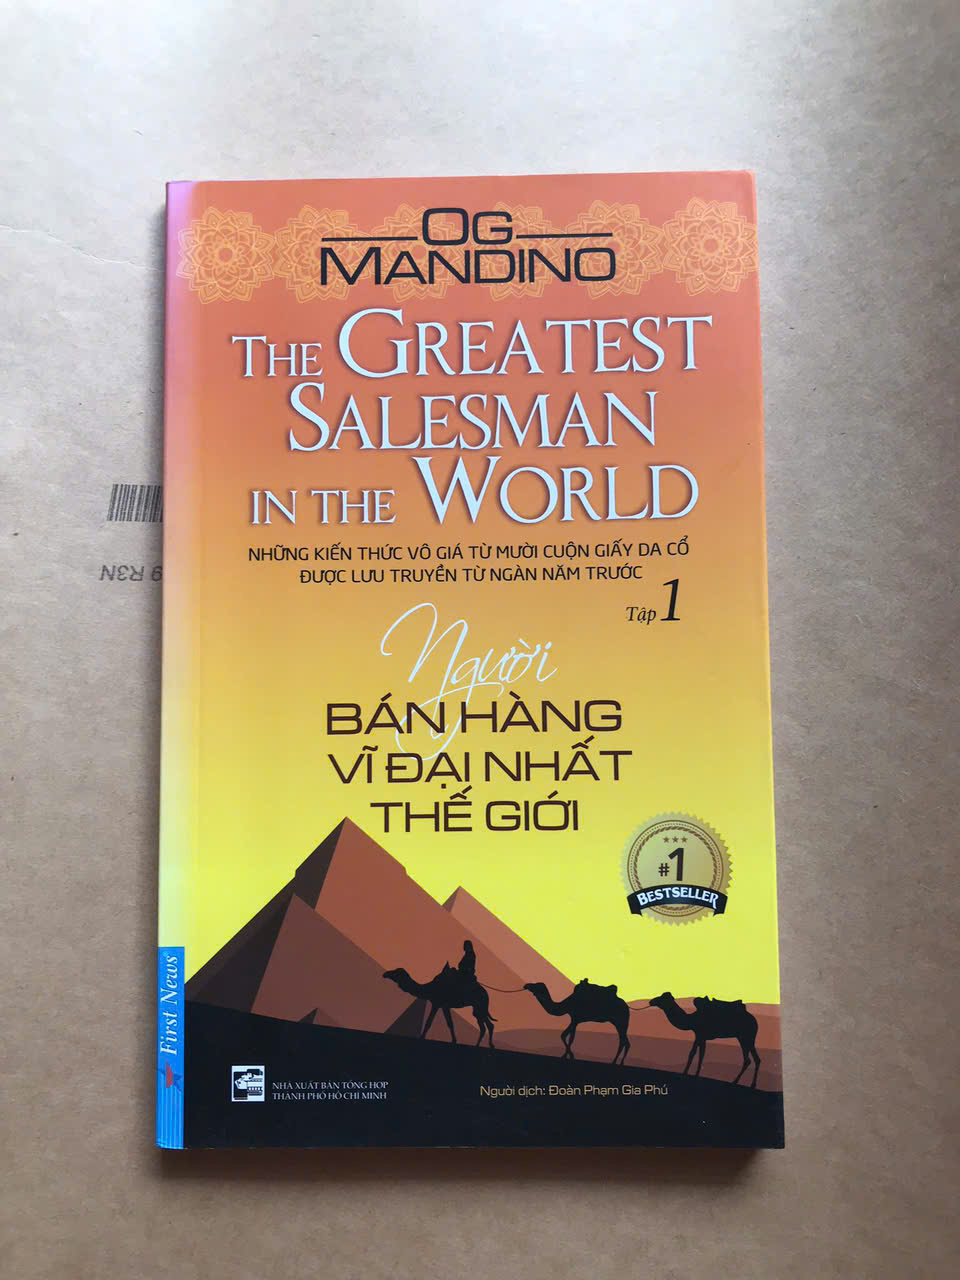 OG
MANDINO
THE GREATEST
SALESMAN
IN THE WORLD
NHỮNG KIẾN THỨC VÔ GIÁ TỪ MƯỜI CUỘN GIẤY DA CỔ
ĐƯỢC LƯU TRUYỀN TỪ NGÀN NĂM TRƯỚC
Tập 1
Người
BÁN HÀNG
VĨ ĐẠI NHẤT
THẾ GIỚI
#1
BESTSELLER
First News®
NHÀ XUẤT BẢN TỔNG HỢP
THÀNH PHỐ HỒ CHÍ MINH
Người dịch: Đoàn Phạm Gia Phú